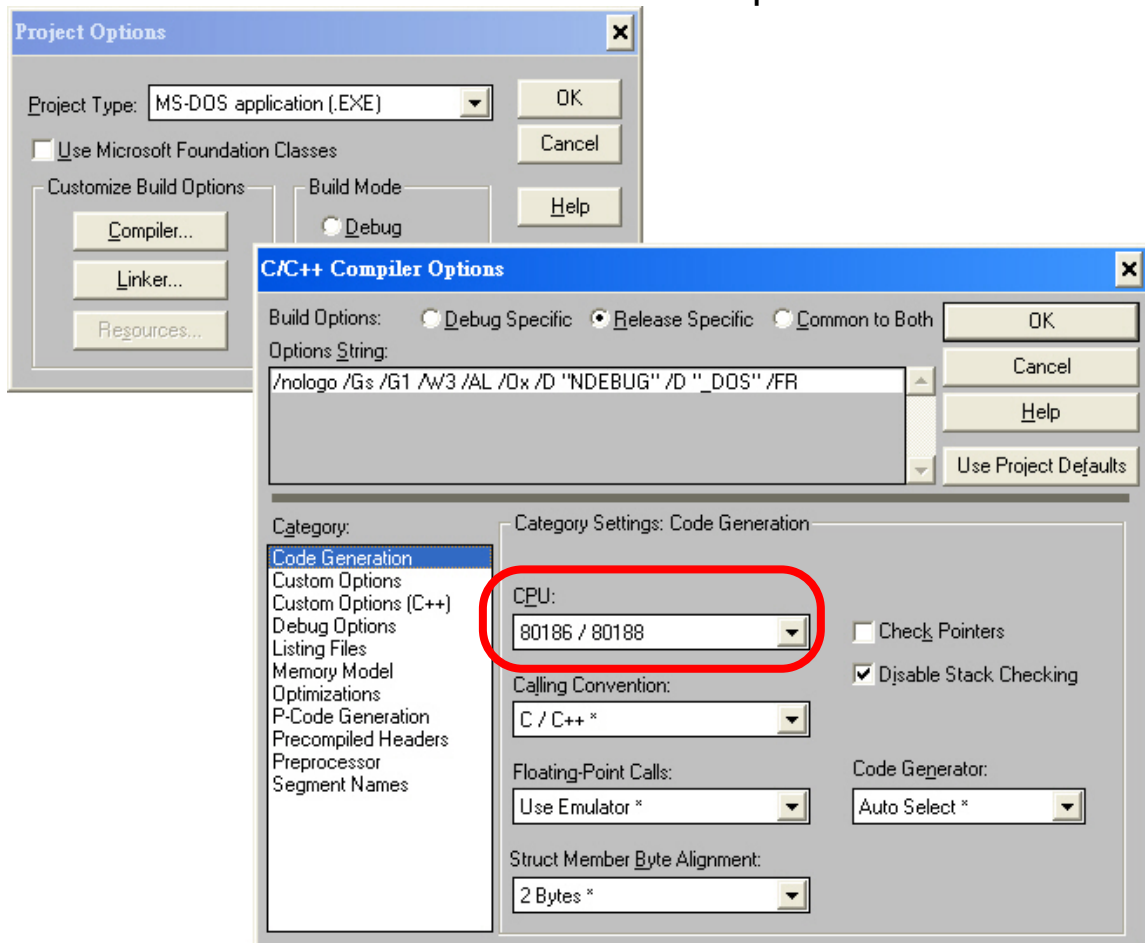 Project Options
Project Type: MS-DOS application (.EXE)
OK
Use Microsoft Foundation Classes
Cancel
Customize Build Options
Build Mode
Help
Compiler...
Debug
Linker...
Resources...
C/C++ Compiler Options
Build Options: Debug Specific Release Specific Common to Both
OK
Options String:
Cancel
/nologo /Gs /G1 /W3 /AL /Ox /D "NDEBUG" /D "_DOS" /FR
Help
Use Project Defaults
Category:
Code Generation
Custom Options
Custom Options (C++)
Debug Options
Listing Files
Memory Model
Optimizations
P-Code Generation
Precompiled Headers
Preprocessor
Segment Names
Category Settings: Code Generation
CPU:
80186 / 80188
Check Pointers
Disable Stack Checking
Calling Convention:
C / C++ *
Floating-Point Calls:
Use Emulator *
Code Generator:
Auto Select *
Struct Member Byte Alignment:
2 Bytes *